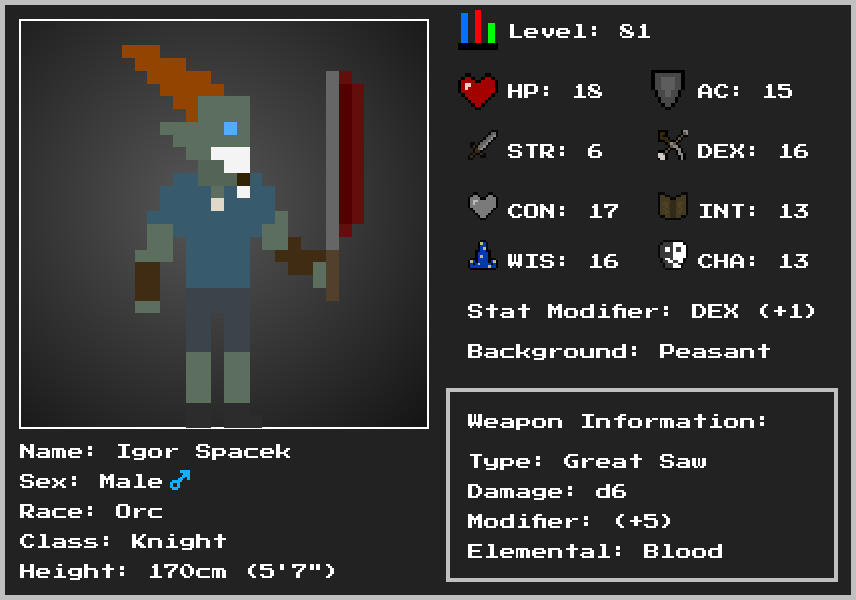 Level: 81
HP: 18 AC: 15
STR: 6 DEX: 16
CON: 17 INT: 13
WIS: 16 CHA: 13
Stat Modifier: DEX (+1)
Background: Peasant
Weapon Information:
Type: Great Saw
Damage: d6
Modifier: (+5)
Elemental: Blood
Name: Igor Spacek
Sex: Male♂
Race: Orc
Class: Knight
Height: 170cm (5'7")